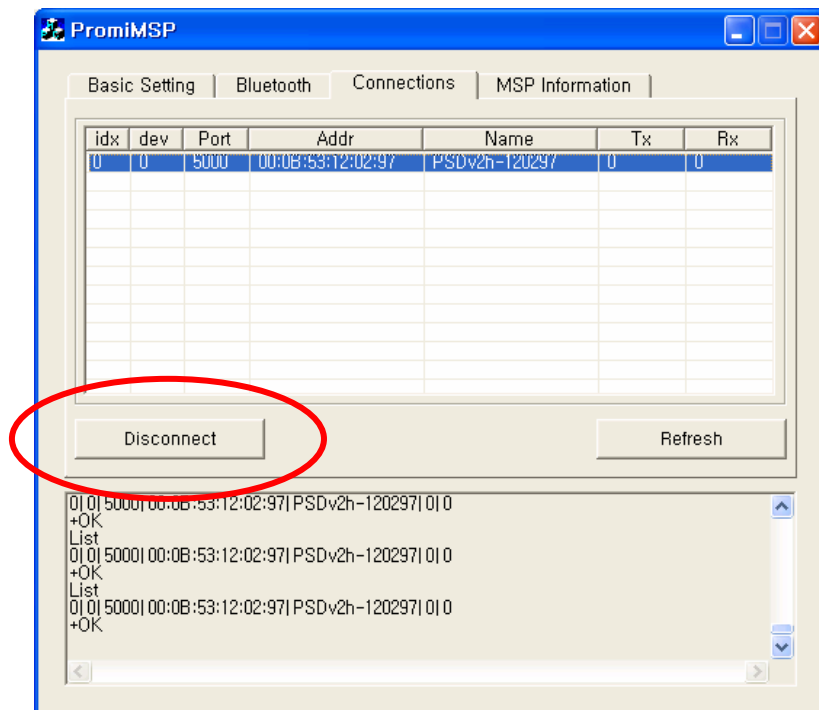 PromiMSP
Basic Setting | Bluetooth Connections MSP Information
idx dev Port Addr Name Tx Rx
0 0 5000 00:0B:53:12:02:97 PSDv2h-120297 0 0
Disconnect Refresh
0| 0| 5000| 00:0B:53:12:02:97| PSDv2h-120297| 0| 0
+OK
List
0| 0| 5000| 00:0B:53:12:02:97| PSDv2h-120297| 0| 0
+OK
List
0| 0| 5000| 00:0B:53:12:02:97| PSDv2h-120297| 0| 0
+OK